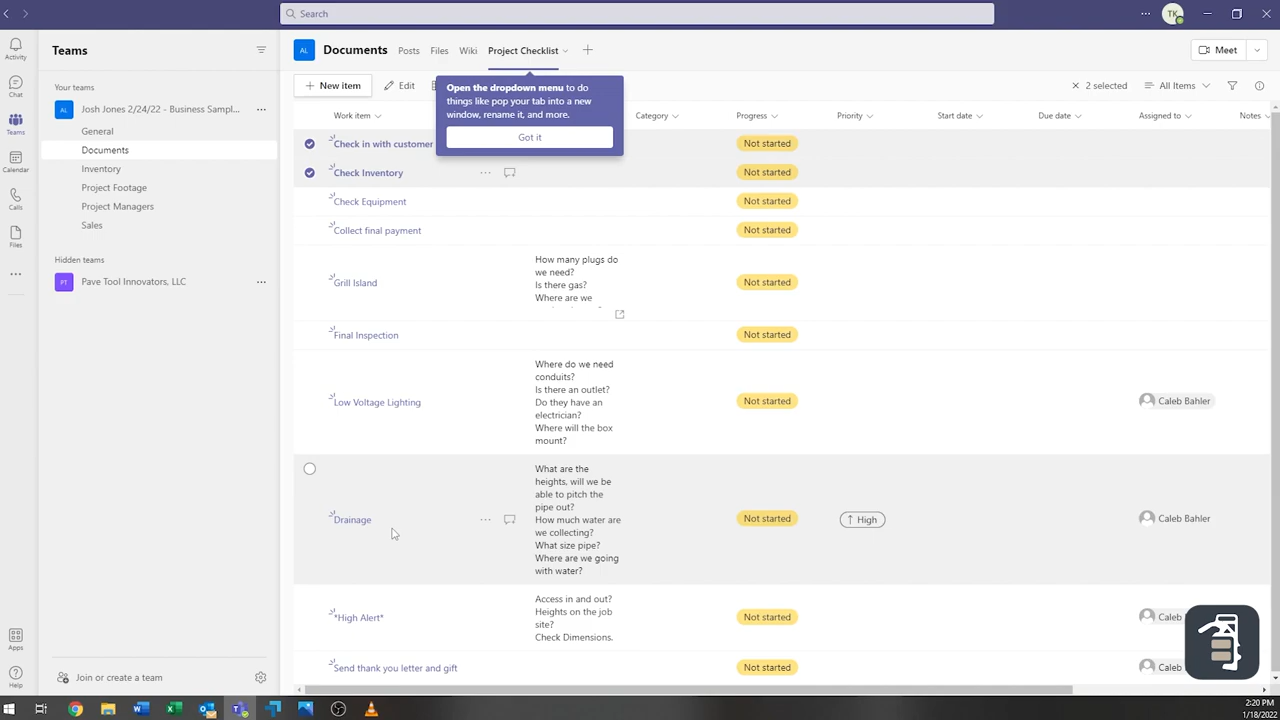 Search
TK
Activity
Chat
Teams
Calendar
Calls
Files
Apps
Help
Teams
Your teams
AL
Josh Jones 2/24/22 - Business Sampl...
General
Documents
Inventory
Project Footage
Project Managers
Sales
Hidden teams
PT
Pave Tool Innovators, LLC
Join or create a team
AL
Documents
Posts
Files
Wiki
Project Checklist
Meet
New item
Edit
2 selected
All Items
Open the dropdown menu to do
things like pop your tab into a new
window, rename it, and more.
Got it
Work item
Category
Progress
Priority
Start date
Due date
Assigned to
Notes
Check in with customer
Not started
Check Inventory
Not started
Check Equipment
Not started
Collect final payment
Not started
Grill Island
How many plugs do
we need?
Is there gas?
Where are we
Not started
Final Inspection
Not started
Low Voltage Lighting
Where do we need
conduits?
Is there an outlet?
Do they have an
electrician?
Where will the box
mount?
Not started
Caleb Bahler
Drainage
What are the
heights, will we be
able to pitch the
pipe out?
How much water are
we collecting?
What size pipe?
Where are we going
with water?
Not started
High
Caleb Bahler
*High Alert*
Access in and out?
Heights on the job
site?
Check Dimensions.
Not started
Caleb
Send thank you letter and gift
Not started
Caleb
2:20 PM
1/18/2022